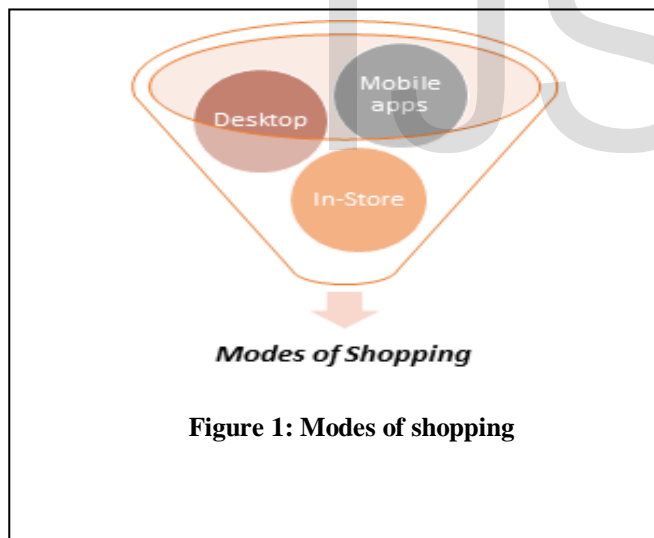 Mobile
apps
Desktop
In-Store
Modes of Shopping
Figure 1: Modes of shopping